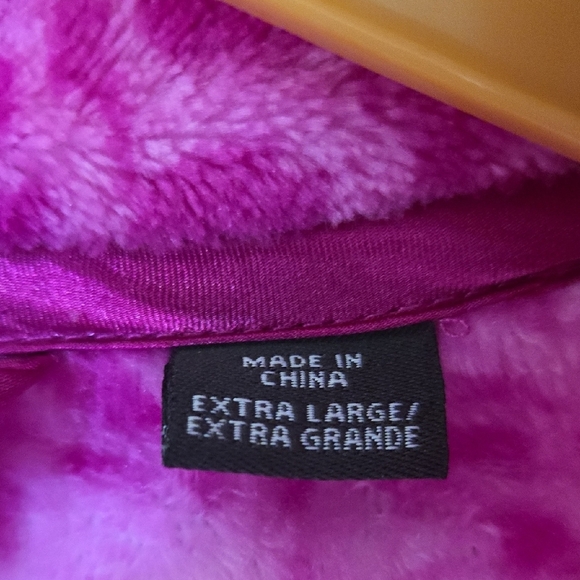 MADE IN
CHINA
EXTRA LARGE/
EXTRA GRANDE